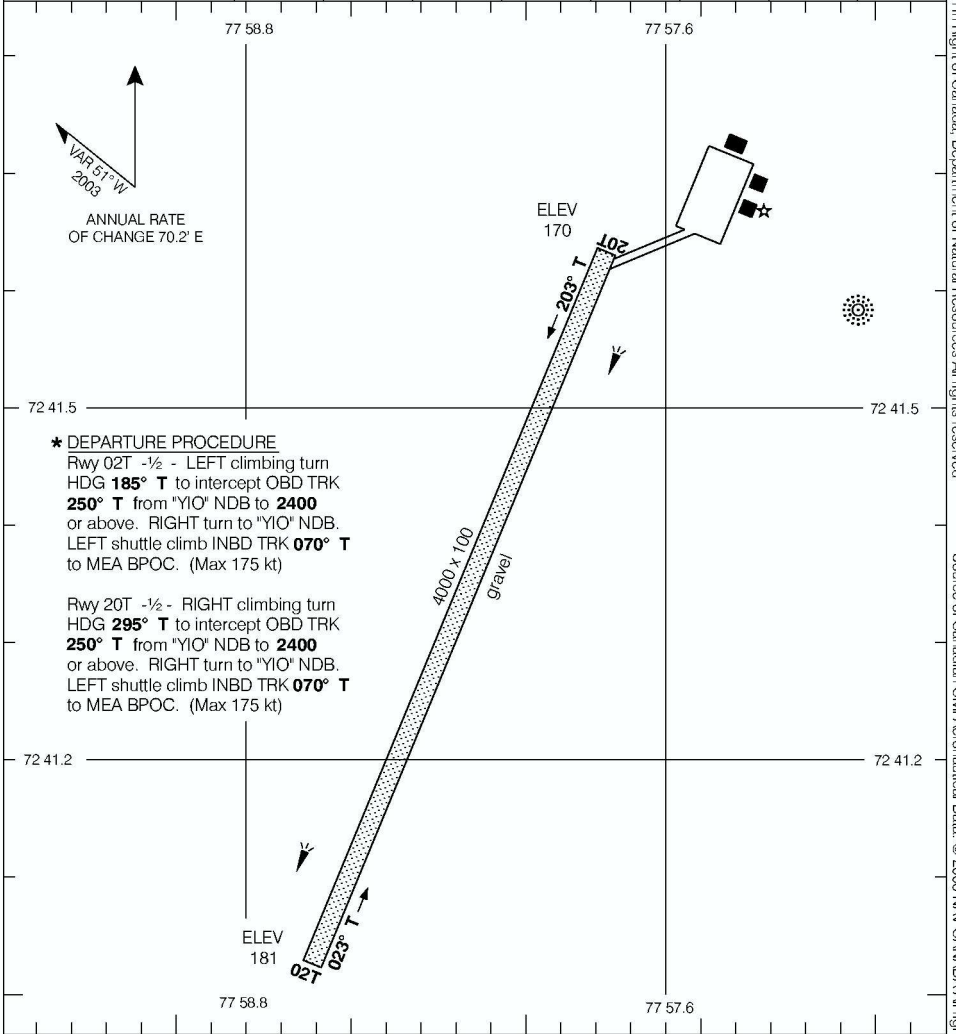 77 58.8
77 57.6
VAR 51° W
2003
ANNUAL RATE
OF CHANGE 70.2' E
ELEV
170
20T
203° T
72 41.5
72 41.5
* DEPARTURE PROCEDURE
Rwy 02T -½ - LEFT climbing turn
HDG 185° T to intercept OBD TRK
250° T from "YIO" NDB to 2400
or above. RIGHT turn to "YIO" NDB.
LEFT shuttle climb INBD TRK 070° T
to MEA BPOC. (Max 175 kt)
Rwy 20T -½ - RIGHT climbing turn
HDG 295° T to intercept OBD TRK
250° T from "YIO" NDB to 2400
or above. RIGHT turn to "YIO" NDB.
LEFT shuttle climb INBD TRK 070° T
to MEA BPOC. (Max 175 kt)
4000 x 100
gravel
72 41.2
72 41.2
ELEV
181
02T
023° T
77 58.8
77 57.6